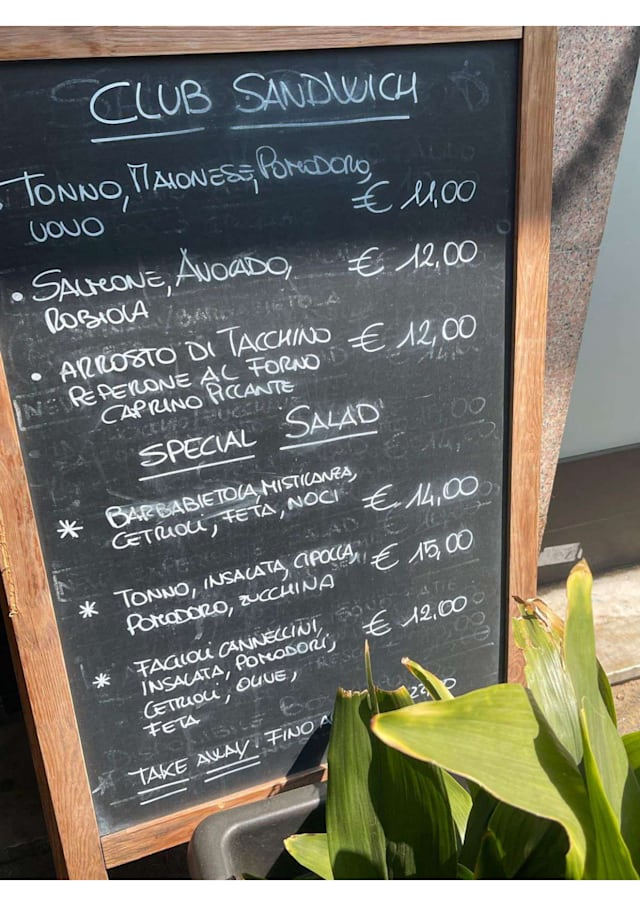 CLUB SANDWICH
TONNO, MAIONESE, POMODORO, € 11,00
UOVO
• SALMONE, AVOCADO, € 12,00
ROBIOLA
• ARROSTO DI TACCHINO € 12,00
PEPERONE AL FORNO
CAPRINO PICCANTE
SPECIAL SALAD
* BARBABIETOLA, MISTICANZA, € 14,00
CETRIOLI, FETA, NOCI
* TONNO, INSALATA, CIPOLLA, € 15,00
POMODORO, ZUCCHINA
* FAGIOLI CANNELLINI, € 12,00
INSALATA, POMODORI,
CETRIOLI, OLIVE,
FETA
TAKE AWAY. FINO